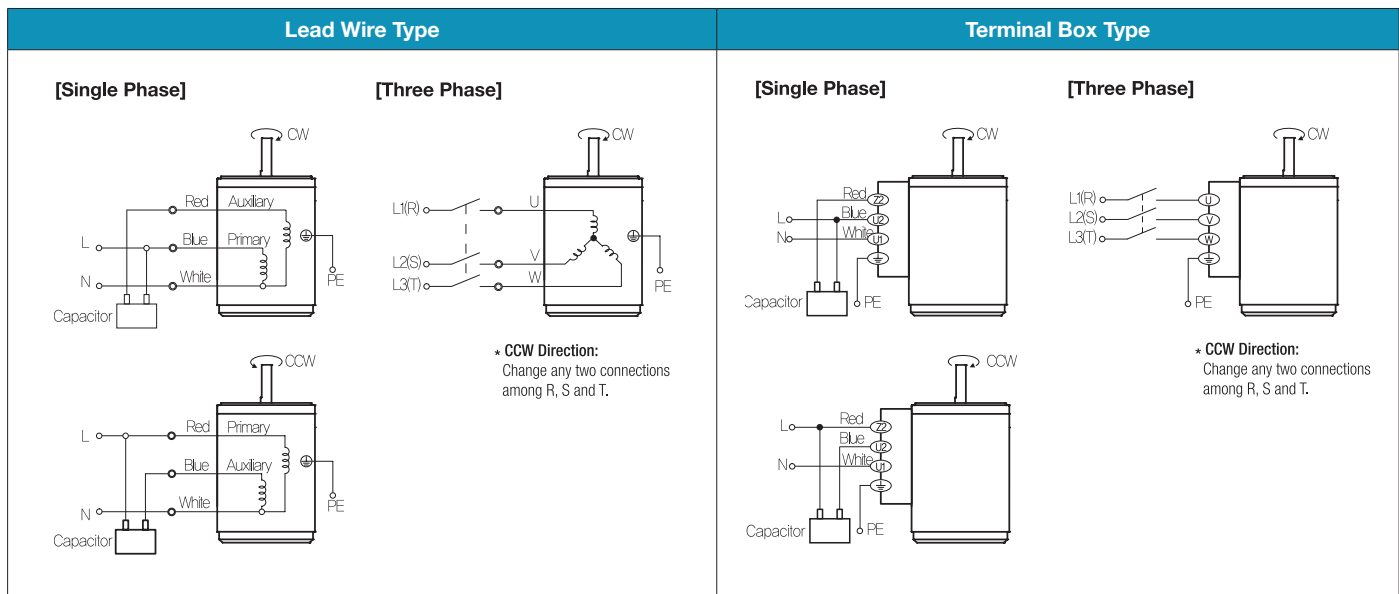 Lead Wire Type
[Single Phase]
CW
Red Auxiliary
L
Blue Primary
N
White
PE
Capacitor
CCW
L
Red Primary
Blue Auxiliary
White
N
PE
Capacitor
[Three Phase]
CW
L1(R) U
L2(S) V
L3(T) W
PE
* CCW Direction:
Change any two connections
among R, S and T.
Terminal Box Type
[Single Phase]
CW
Red Z2
L Blue U2
N White U1
Capacitor PE
CCW
L Red Z2
Blue U2
N White U1
Capacitor PE
[Three Phase]
CW
L1(R) U
L2(S) V
L3(T) W
PE
* CCW Direction:
Change any two connections
among R, S and T.